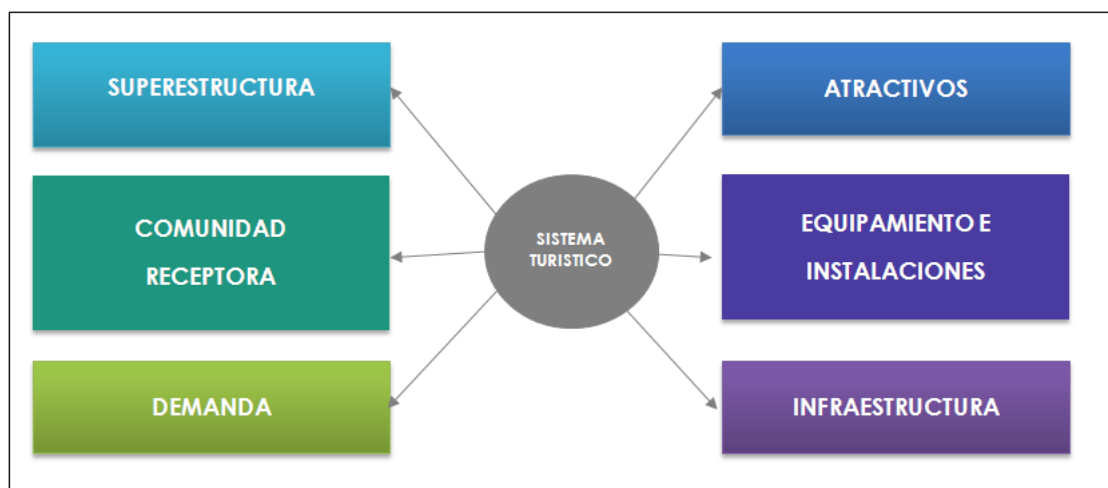 SUPERESTRUCTURA
ATRACTIVOS
COMUNIDAD
RECEPTORA
SISTEMA
TURISTICO
EQUIPAMIENTO E
INSTALACIONES
DEMANDA
INFRAESTRUCTURA